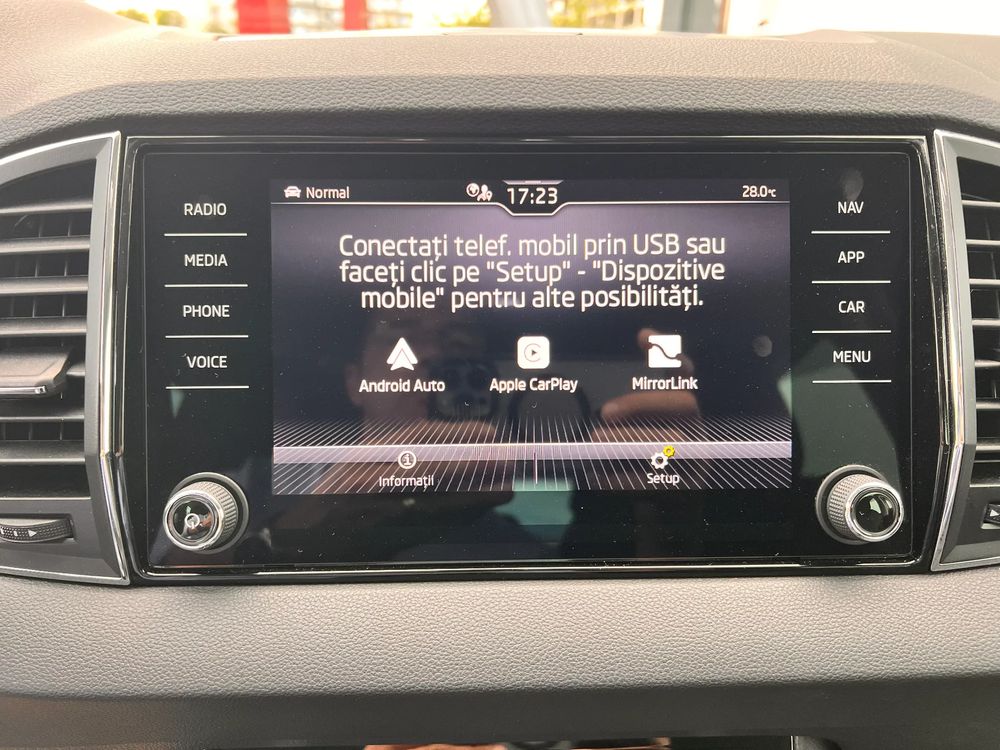 Normal 17:23 28.0°C
RADIO
MEDIA
PHONE
VOICE
Conectați telef. mobil prin USB sau
faceți clic pe "Setup" - "Dispozitive
mobile" pentru alte posibilități.
Android Auto Apple CarPlay MirrorLink
Informații Setup
NAV
APP
CAR
MENU